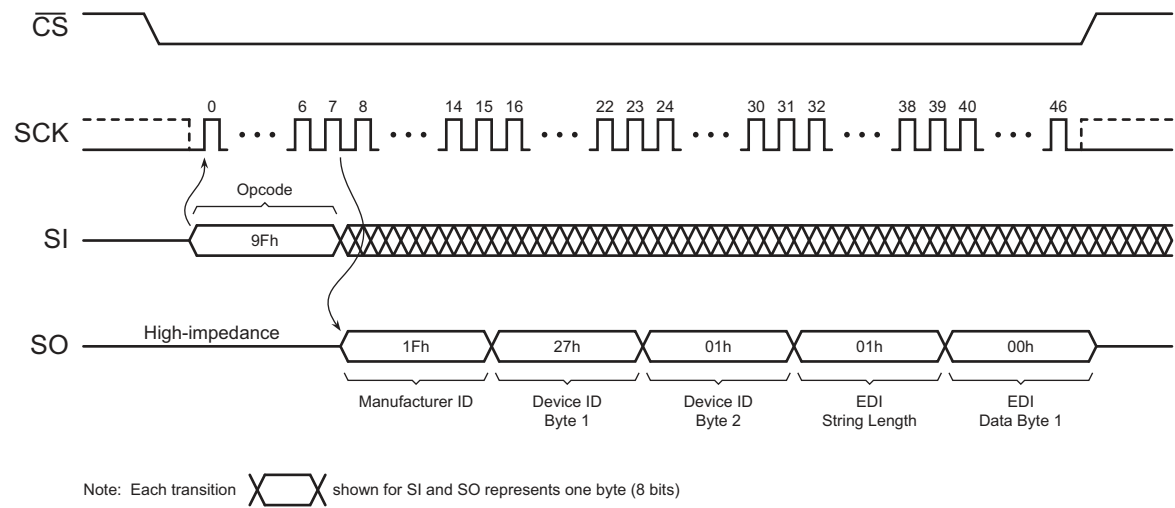 CS
0 6 7 8 14 15 16 22 23 24 30 31 32 38 39 40 46
SCK
Opcode
SI
9Fh
High-impedance
SO
1Fh 27h 01h 01h 00h
Manufacturer ID
Device ID
Byte 1
Device ID
Byte 2
EDI
String Length
EDI
Data Byte 1
Note: Each transition shown for SI and SO represents one byte (8 bits)